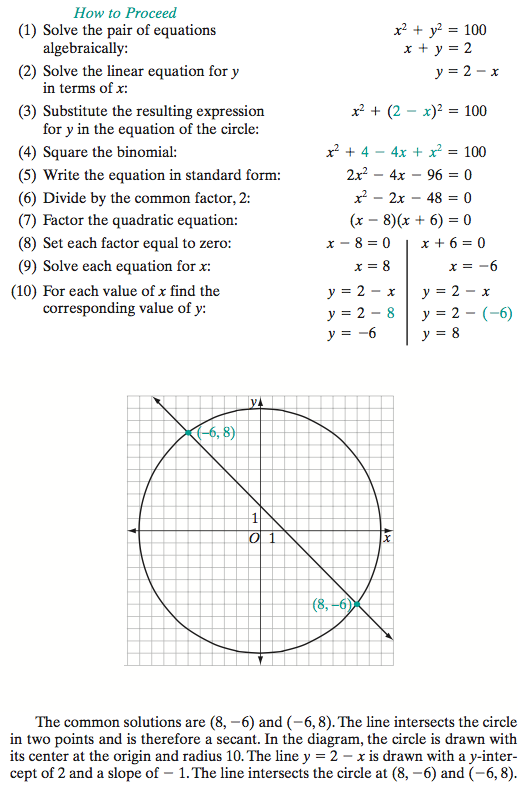 How to Proceed
(1) Solve the pair of equations x² + y² = 100
algebraically: x + y = 2
(2) Solve the linear equation for y y = 2 − x
in terms of x:
(3) Substitute the resulting expression x² + (2 − x)² = 100
for y in the equation of the circle:
(4) Square the binomial: x² + 4 − 4x + x² = 100
(5) Write the equation in standard form: 2x² − 4x − 96 = 0
(6) Divide by the common factor, 2: x² − 2x − 48 = 0
(7) Factor the quadratic equation: (x − 8)(x + 6) = 0
(8) Set each factor equal to zero: x − 8 = 0 | x + 6 = 0
(9) Solve each equation for x: x = 8 | x = −6
(10) For each value of x find the y = 2 − x | y = 2 − x
corresponding value of y: y = 2 − 8 | y = 2 − (−6)
y = −6 | y = 8
y
(−6, 8)
1
O 1 x
(8, −6)
The common solutions are (8, −6) and (−6, 8). The line intersects the circle
in two points and is therefore a secant. In the diagram, the circle is drawn with
its center at the origin and radius 10. The line y = 2 − x is drawn with a y-inter-
cept of 2 and a slope of − 1. The line intersects the circle at (8, −6) and (−6, 8).